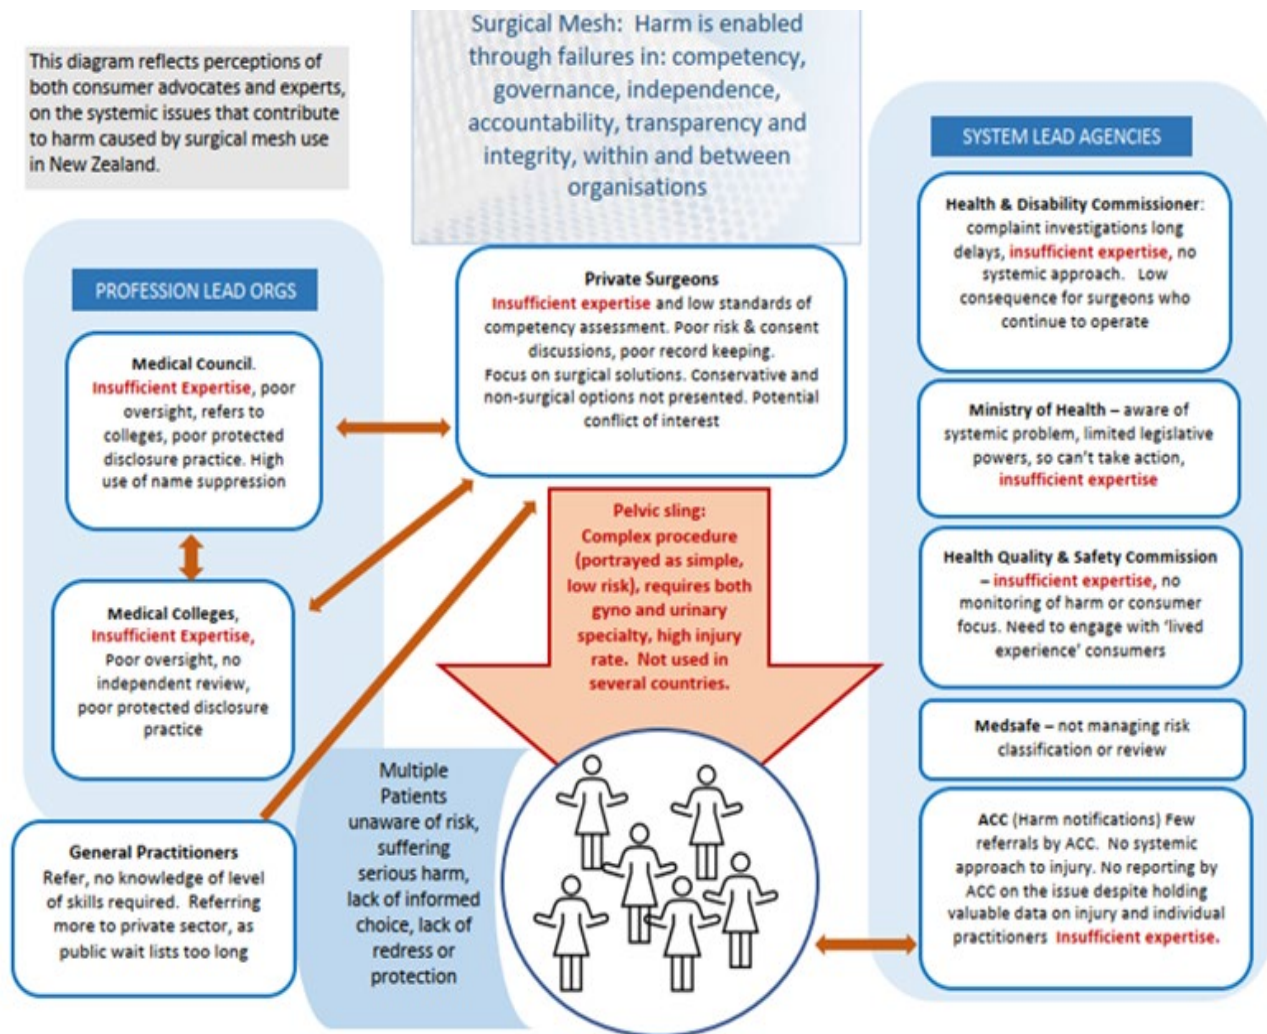 This diagram reflects perceptions of
both consumer advocates and experts,
on the systemic issues that contribute
to harm caused by surgical mesh use
in New Zealand.
Surgical Mesh:  Harm is enabled
through failures in: competency,
governance, independence,
accountability, transparency and
integrity, within and between
organisations
PROFESSION LEAD ORGS
Medical Council.
Insufficient Expertise, poor
oversight, refers to
colleges, poor protected
disclosure practice. High
use of name suppression
Medical Colleges,
Insufficient Expertise,
Poor oversight, no
independent review,
poor protected disclosure
practice
General Practitioners
Refer, no knowledge of level
of skills required.  Referring
more to private sector, as
public wait lists too long
Private Surgeons
Insufficient expertise and low standards of
competency assessment. Poor risk & consent
discussions, poor record keeping.
Focus on surgical solutions. Conservative and
non-surgical options not presented. Potential
conflict of interest
Pelvic sling:
Complex procedure
(portrayed as simple,
low risk), requires both
gyno and urinary
specialty, high injury
rate.  Not used in
several countries.
Multiple
Patients
unaware of risk,
suffering
serious harm,
lack of informed
choice, lack of
redress or
protection
SYSTEM LEAD AGENCIES
Health & Disability Commissioner:
complaint investigations long
delays, insufficient expertise, no
systemic approach.   Low
consequence for surgeons who
continue to operate
Ministry of Health – aware of
systemic problem, limited legislative
powers, so can't take action,
insufficient expertise
Health Quality & Safety Commission
– insufficient expertise, no
monitoring of harm or consumer
focus. Need to engage with 'lived
experience' consumers
Medsafe – not managing risk
classification or review
ACC (Harm notifications) Few
referrals by ACC.  No systemic
approach to injury. No reporting by
ACC on the issue despite holding
valuable data on injury and individual
practitioners  Insufficient expertise.